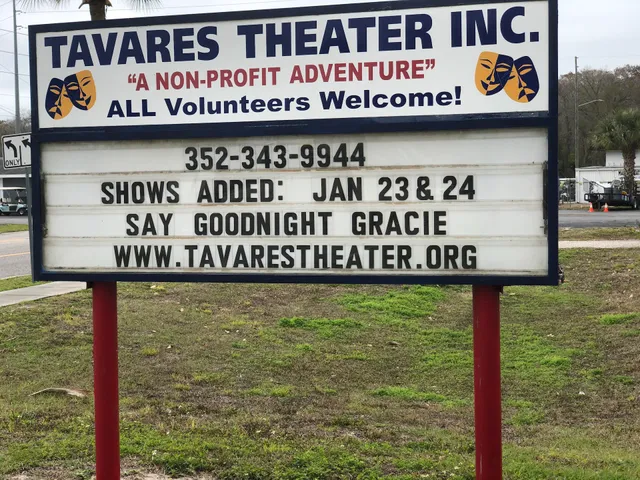 TAVARES THEATER INC.
"A NON-PROFIT ADVENTURE"
ALL Volunteers Welcome!
ONLY
352-343-9944
SHOWS ADDED: JAN 23 & 24
SAY GOODNIGHT GRACIE
WWW.TAVARESTHEATER.ORG